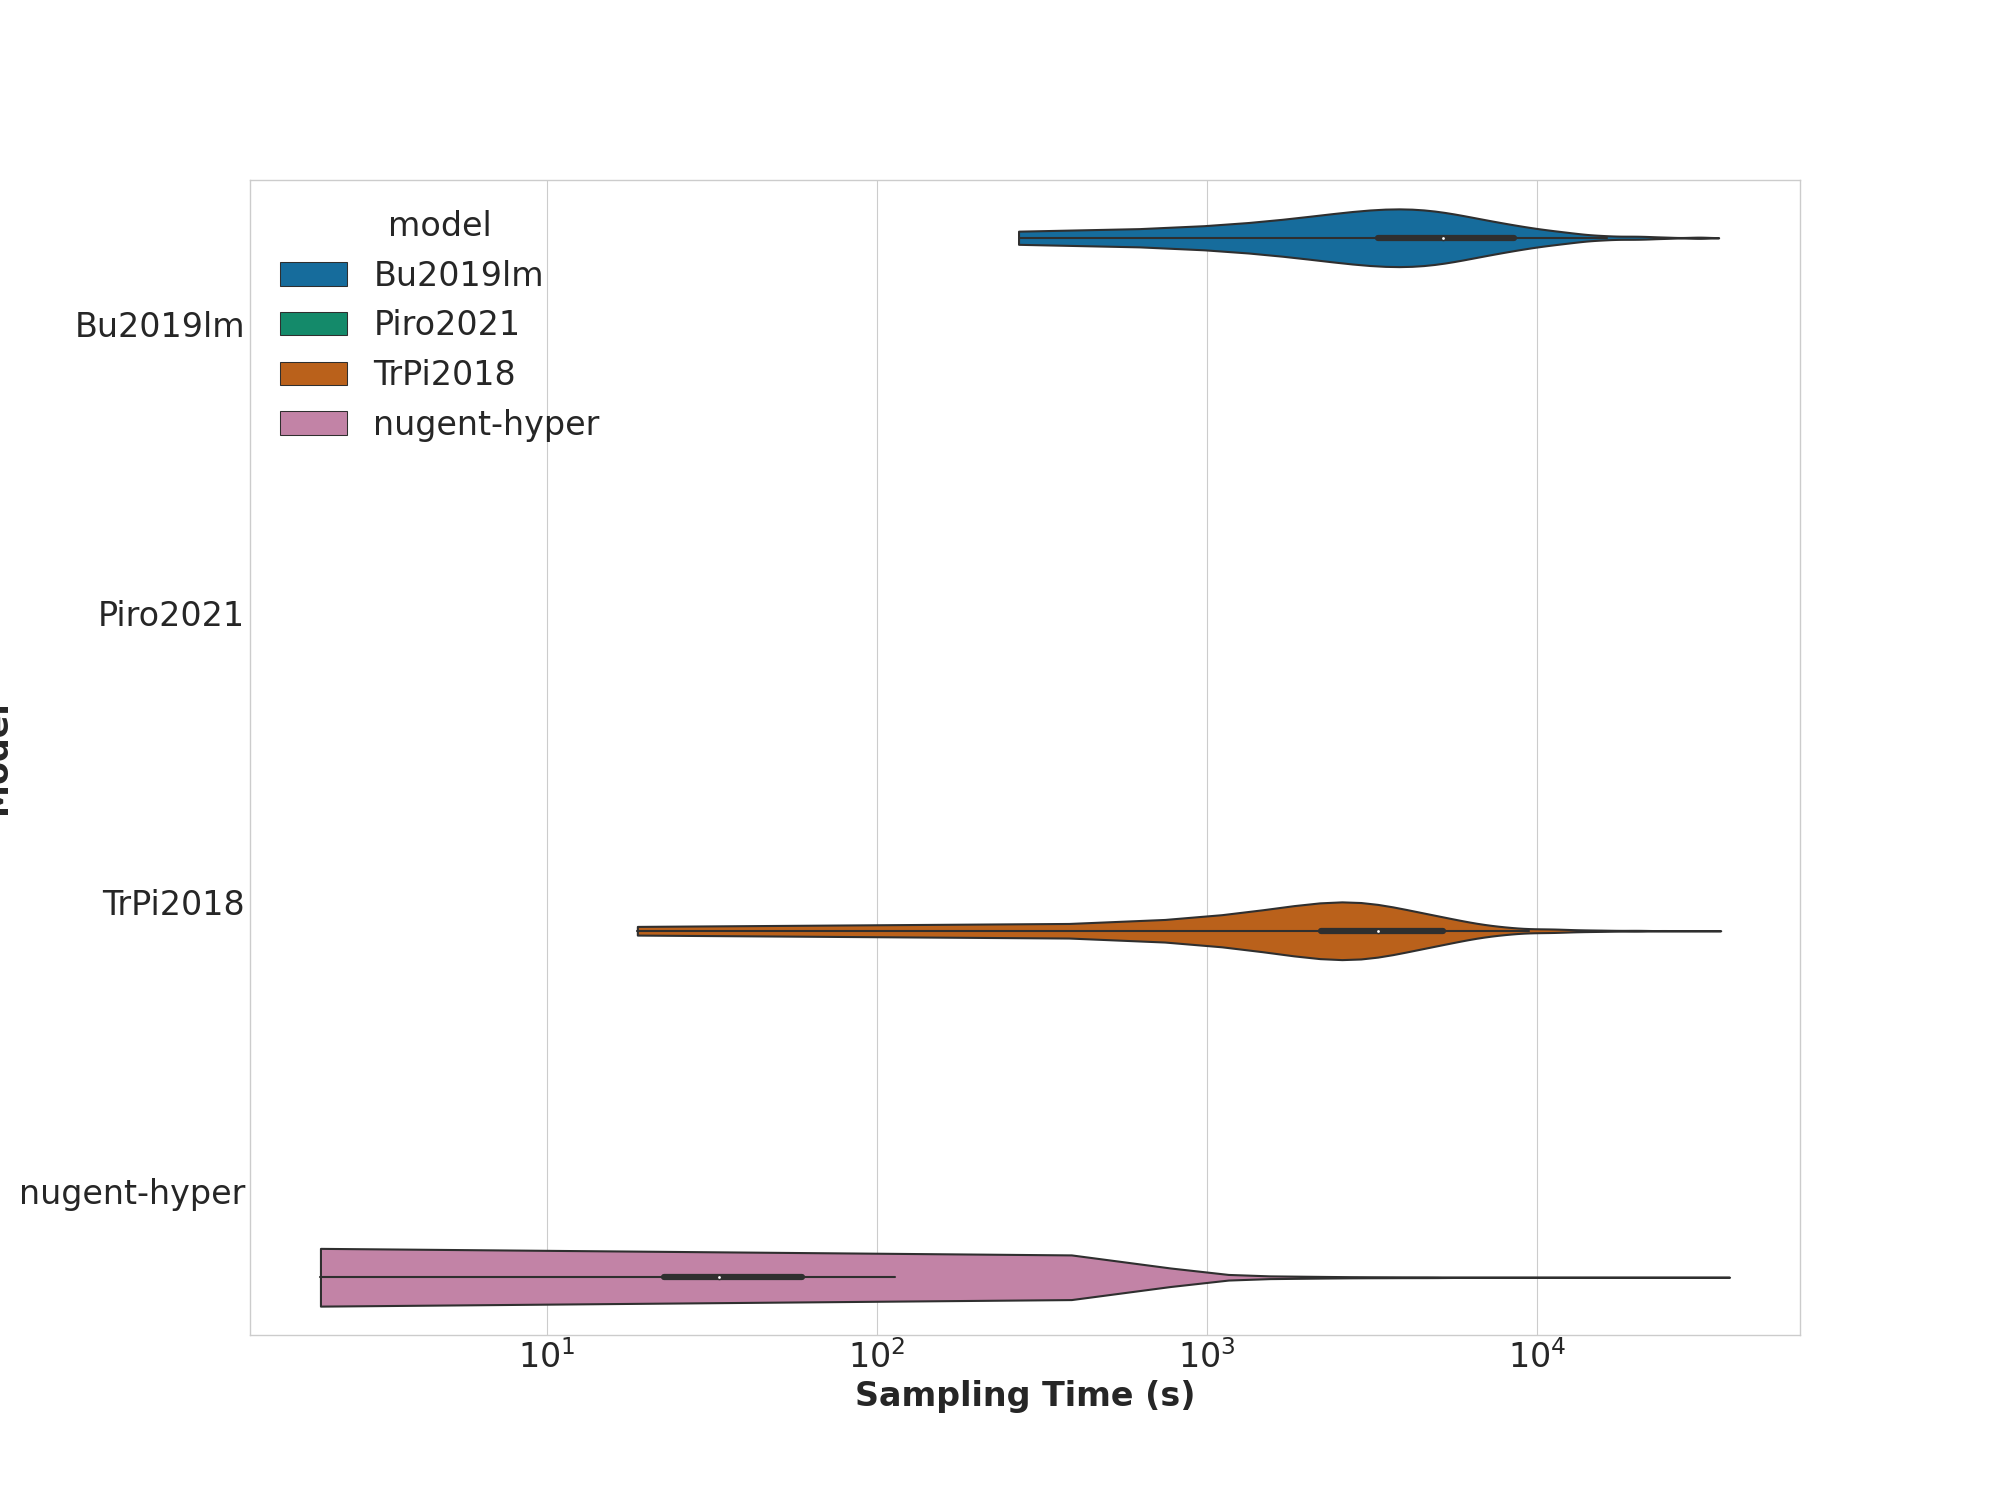 model
Bu2019lm
Piro2021
TrPi2018
nugent-hyper
Bu2019lm
Piro2021
TrPi2018
nugent-hyper
10¹
10²
10³
10⁴
Sampling Time (s)